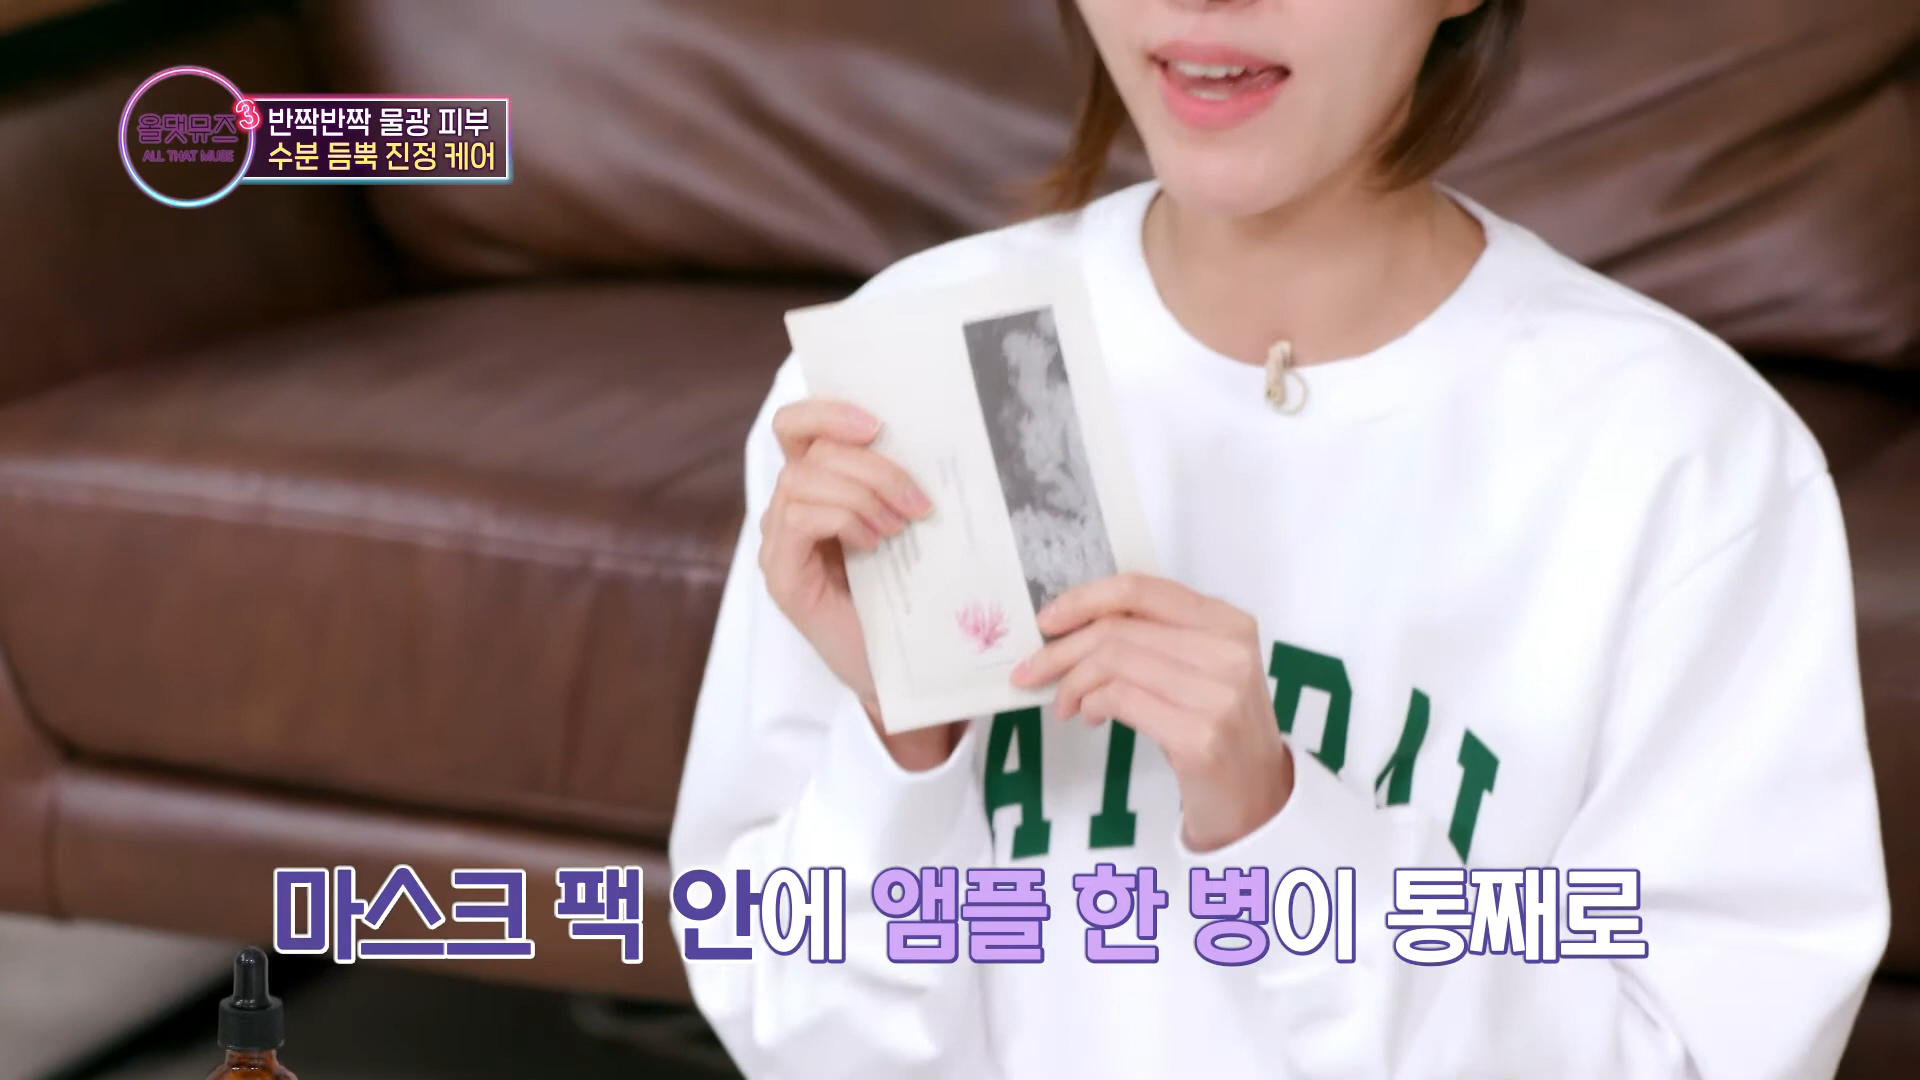 올댓뮤즈3
ALL THAT MUSE
반짝반짝 물광 피부
수분 듬뿍 진정 케어
마스크 팩 안에 앰플 한 병이 통째로